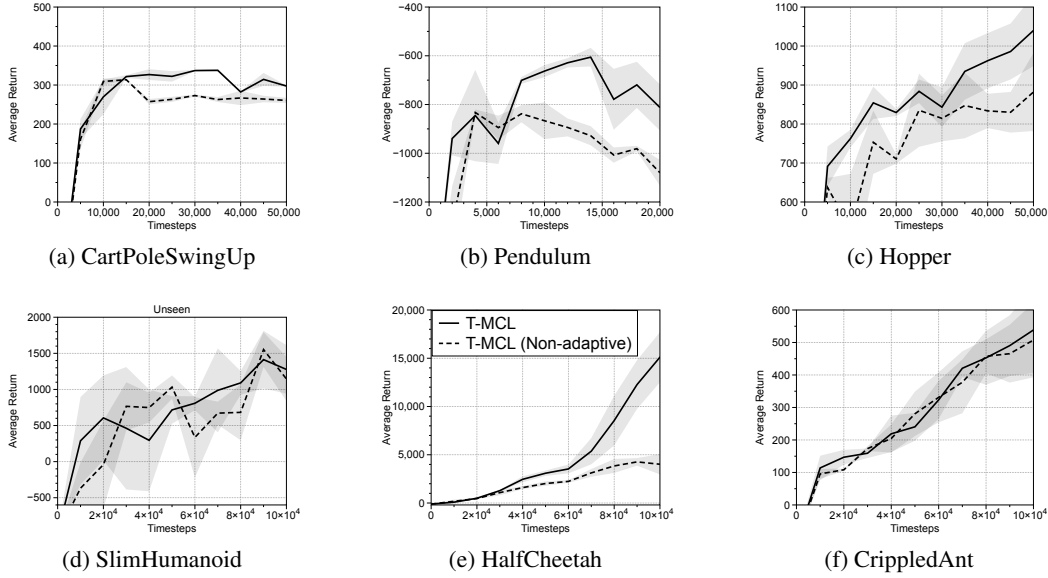 500
400
300
200
100
0
Average Return
0 10,000 20,000 30,000 40,000 50,000
Timesteps
(a) CartPoleSwingUp
−400
−600
−800
−1000
−1200
Average Return
0 5,000 10,000 15,000 20,000
Timesteps
(b) Pendulum
1100
1000
900
800
700
600
Average Return
0 10,000 20,000 30,000 40,000 50,000
Timesteps
(c) Hopper
Unseen
2000
1500
1000
500
0
−500
Average Return
0 2×10⁴ 4×10⁴ 6×10⁴ 8×10⁴ 10×10⁴
Timesteps
(d) SlimHumanoid
20,000
15,000
10,000
5,000
0
Average Return
T-MCL
T-MCL (Non-adaptive)
0 2×10⁴ 4×10⁴ 6×10⁴ 8×10⁴ 10×10⁴
Timesteps
(e) HalfCheetah
600
500
400
300
200
100
0
Average Return
0 2×10⁴ 4×10⁴ 6×10⁴ 8×10⁴ 10×10⁴
Timesteps
(f) CrippledAnt